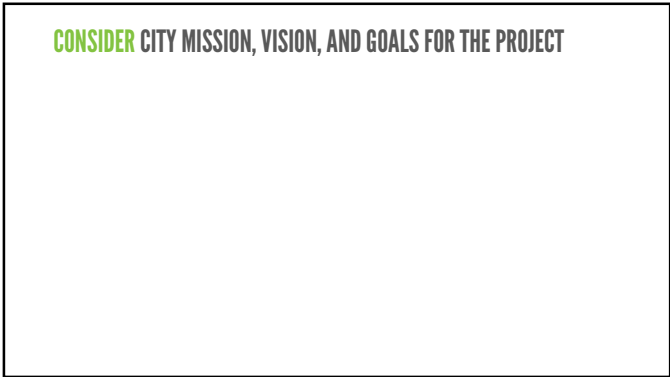 CONSIDER CITY MISSION, VISION, AND GOALS FOR THE PROJECT